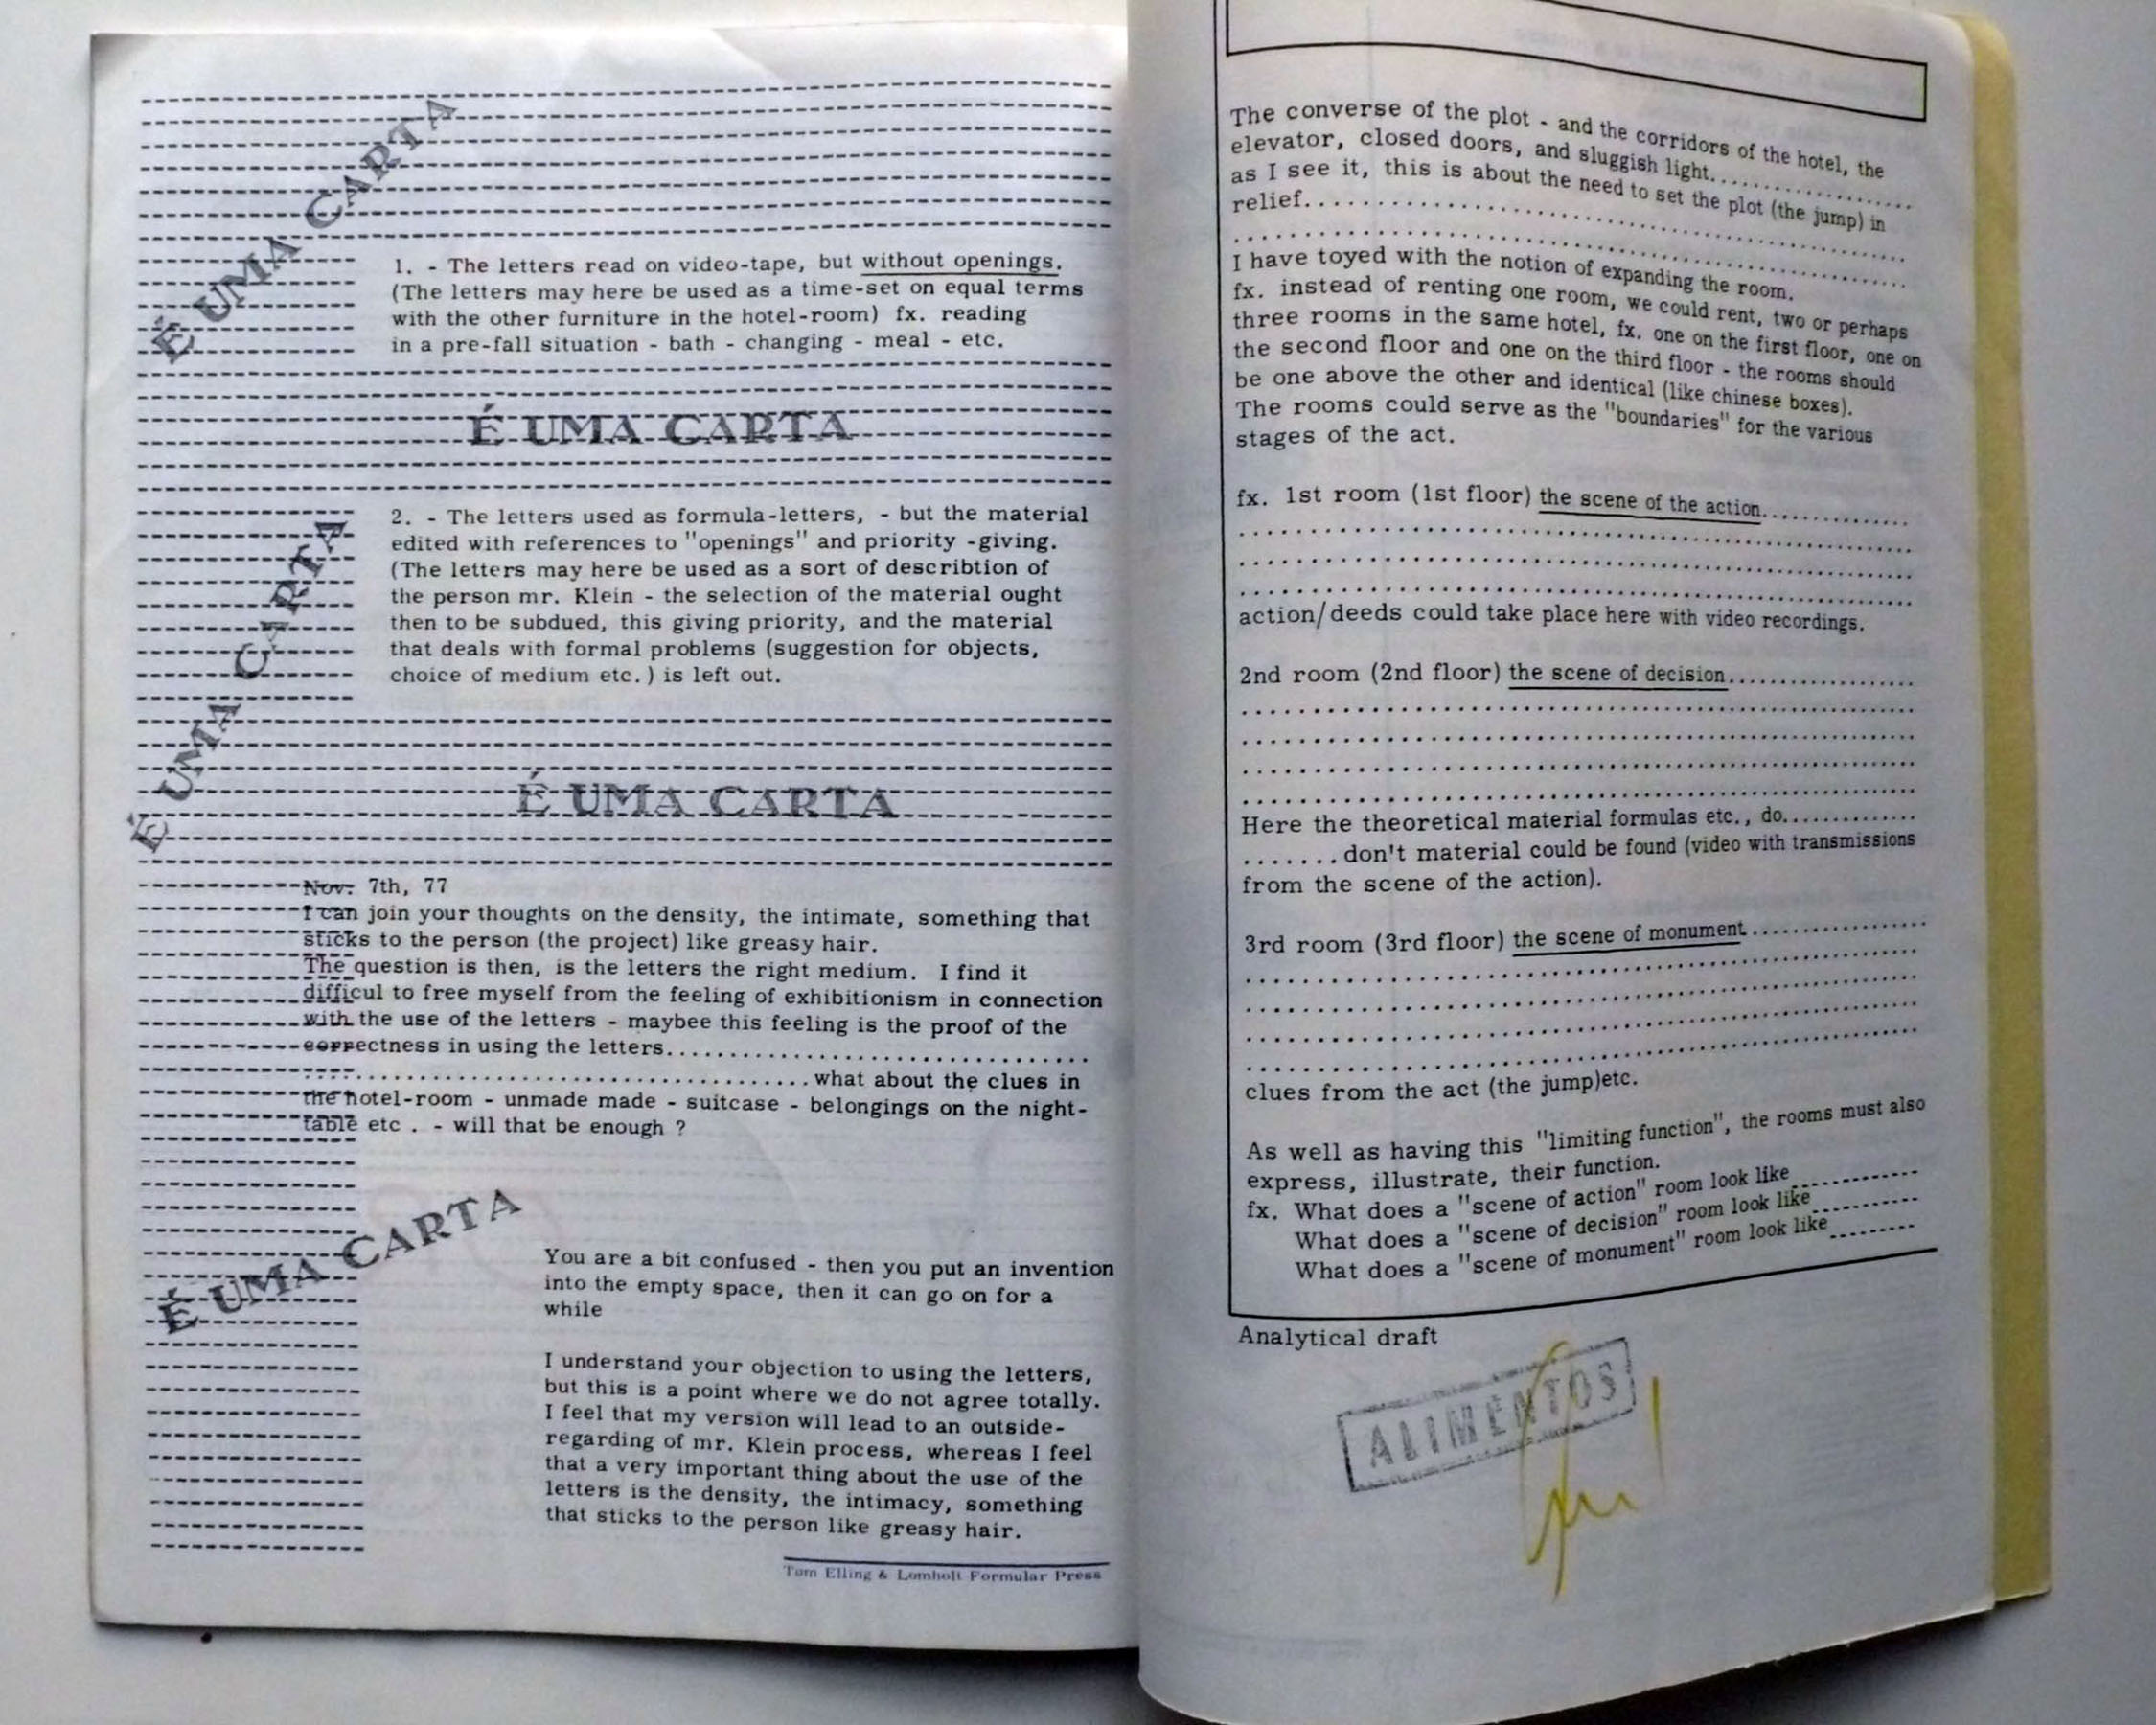 É UMA CARTA
1. - The letters read on video-tape, but without openings.
(The letters may here be used as a time-set on equal terms
with the other furniture in the hotel-room) fx. reading
in a pre-fall situation - bath - changing - meal - etc.
É UMA CARTA
2. - The letters used as formula-letters, - but the material
edited with references to "openings" and priority -giving.
(The letters may here be used as a sort of describtion of
the person mr. Klein - the selection of the material ought
then to be subdued, this giving priority, and the material
that deals with formal problems (suggestion for objects,
choice of medium etc. ) is left out.
É UMA CARTA
É UMA CARTA
Nov. 7th, 77
I can join your thoughts on the density, the intimate, something that
sticks to the person (the project) like greasy hair.
The question is then, is the letters the right medium. I find it
difficul to free myself from the feeling of exhibitionism in connection
with the use of the letters - maybee this feeling is the proof of the
correctness in using the letters...............................
.....................................what about the clues in
the hotel-room - unmade made - suitcase - belongings on the night-
table etc . - will that be enough ?
É UMA CARTA
You are a bit confused - then you put an invention
into the empty space, then it can go on for a
while
I understand your objection to using the letters,
but this is a point where we do not agree totally.
I feel that my version will lead to an outside-
regarding of mr. Klein process, whereas I feel
that a very important thing about the use of the
letters is the density, the intimacy, something
that sticks to the person like greasy hair.
Tom Elling & Lomholt Formular Press
The converse of the plot - and the corridors of the hotel, the
elevator, closed doors, and sluggish light..................
as I see it, this is about the need to set the plot (the jump) in
relief..........................................
I have toyed with the notion of expanding the room.
fx. instead of renting one room, we could rent, two or perhaps
three rooms in the same hotel, fx. one on the first floor, one on
the second floor and one on the third floor - the rooms should
be one above the other and identical (like chinese boxes).
The rooms could serve as the "boundaries" for the various
stages of the act.
fx. 1st room (1st floor) the scene of the action..............
action/deeds could take place here with video recordings.
2nd room (2nd floor) the scene of decision..................
Here the theoretical material formulas etc., do.............
.......don't material could be found (video with transmissions
from the scene of the action).
3rd room (3rd floor) the scene of monument................
clues from the act (the jump)etc.
As well as having this "limiting function", the rooms must also
express, illustrate, their function.
fx. What does a "scene of action" room look like
What does a "scene of decision" room look like
What does a "scene of monument" room look like
Analytical draft
ALIMENTOS